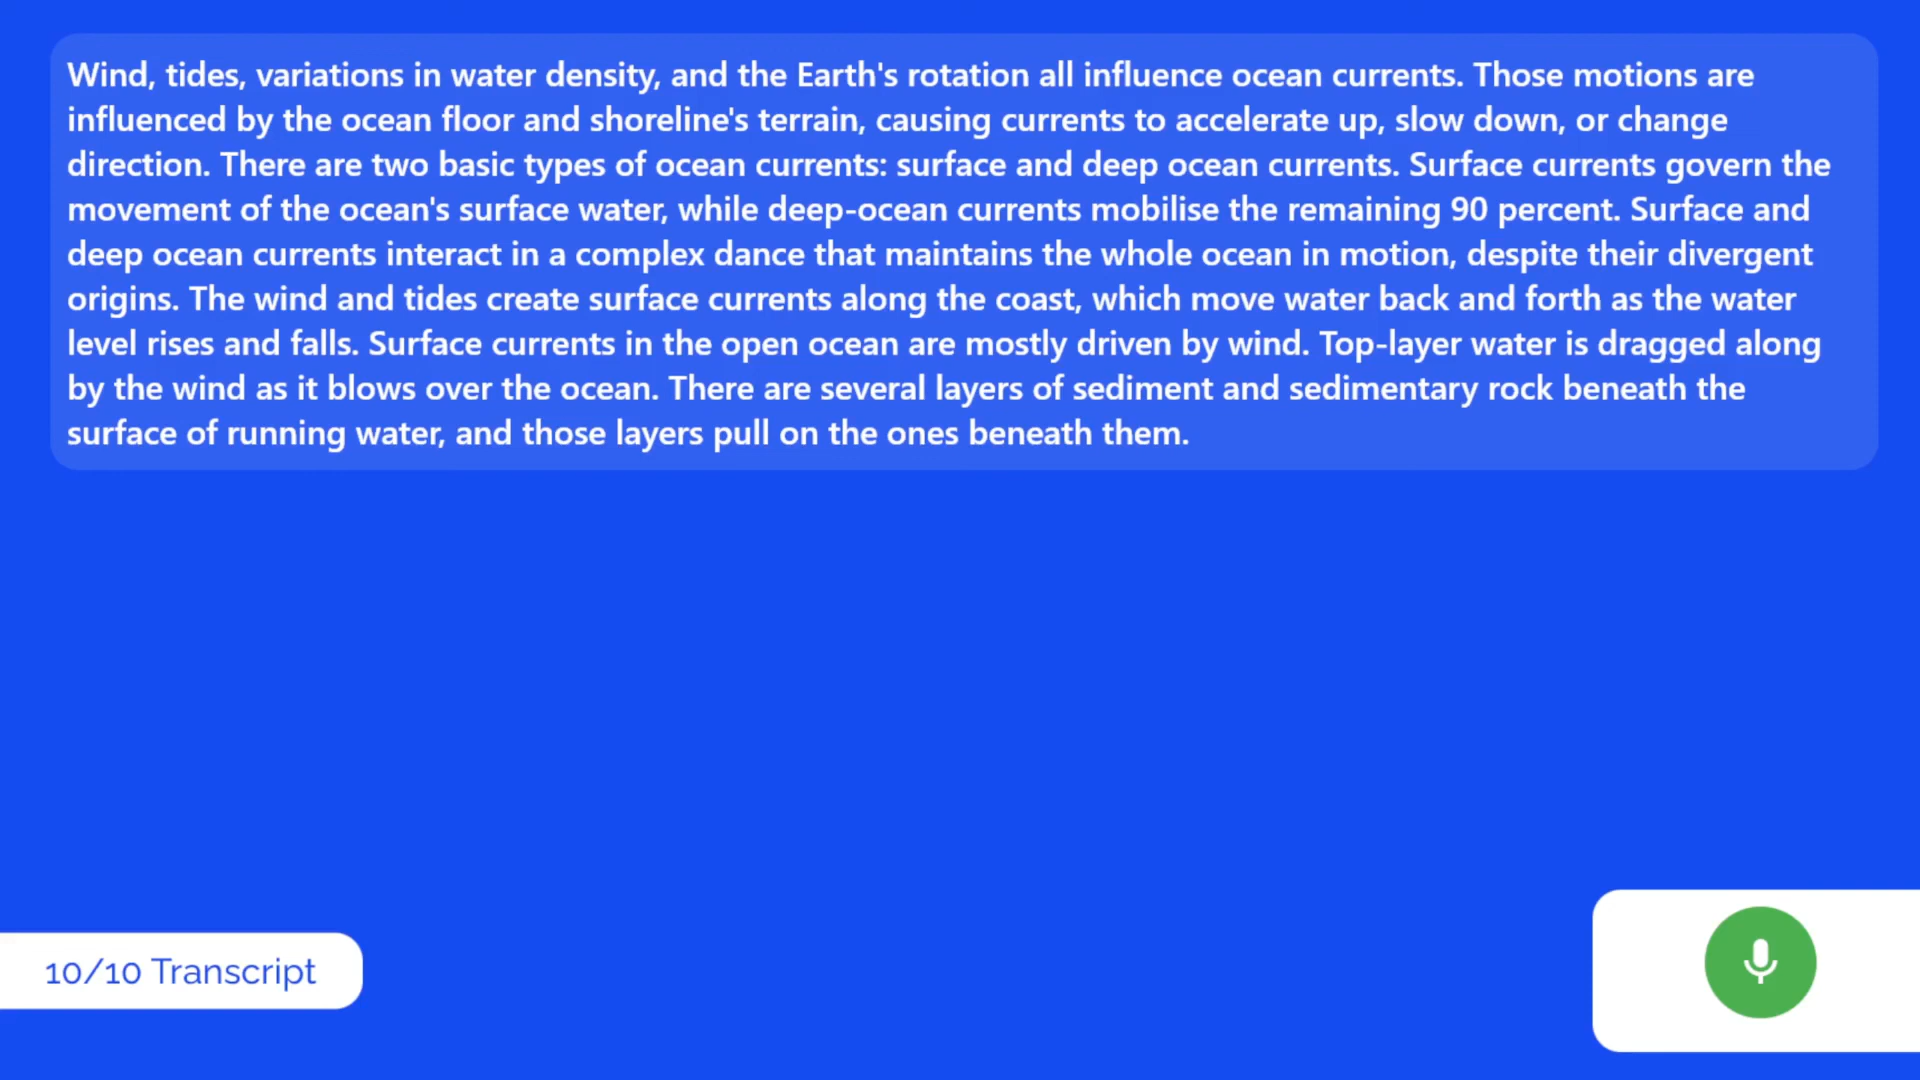 Wind, tides, variations in water density, and the Earth's rotation all influence ocean currents. Those motions are
influenced by the ocean floor and shoreline's terrain, causing currents to accelerate up, slow down, or change
direction. There are two basic types of ocean currents: surface and deep ocean currents. Surface currents govern the
movement of the ocean's surface water, while deep-ocean currents mobilise the remaining 90 percent. Surface and
deep ocean currents interact in a complex dance that maintains the whole ocean in motion, despite their divergent
origins. The wind and tides create surface currents along the coast, which move water back and forth as the water
level rises and falls. Surface currents in the open ocean are mostly driven by wind. Top-layer water is dragged along
by the wind as it blows over the ocean. There are several layers of sediment and sedimentary rock beneath the
surface of running water, and those layers pull on the ones beneath them.
10/10 Transcript